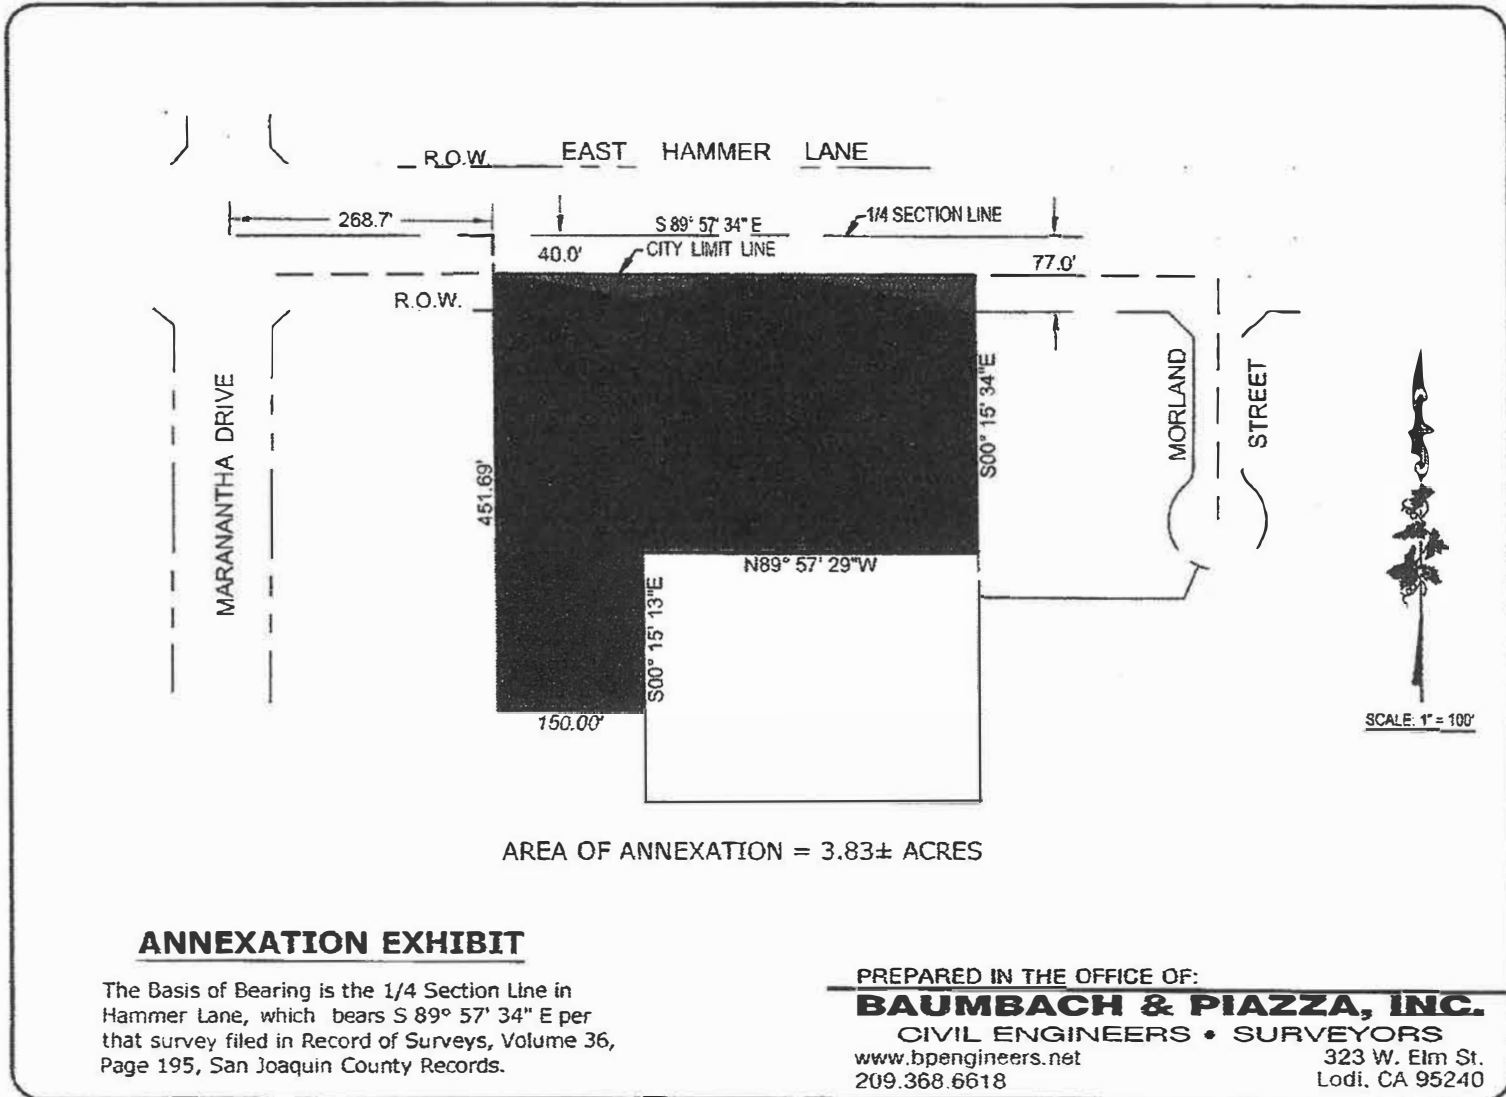 R.O.W.
EAST HAMMER LANE
268.7'
S 89° 57' 34" E
1/4 SECTION LINE
40.0'
CITY LIMIT LINE
77.0'
R.O.W.
MARANANTHA DRIVE
451.69'
S00° 15' 34"E
MORLAND
STREET
N89° 57' 29"W
S00° 15' 13"E
150.00'
SCALE: 1" = 100'
AREA OF ANNEXATION = 3.83± ACRES
ANNEXATION EXHIBIT
The Basis of Bearing is the 1/4 Section Line in
Hammer Lane, which bears S 89° 57' 34" E per
that survey filed in Record of Surveys, Volume 36,
Page 195, San Joaquin County Records.
PREPARED IN THE OFFICE OF:
BAUMBACH & PIAZZA, INC.
CIVIL ENGINEERS • SURVEYORS
www.bpengineers.net
323 W. Elm St.
209.368.6618
Lodi, CA 95240